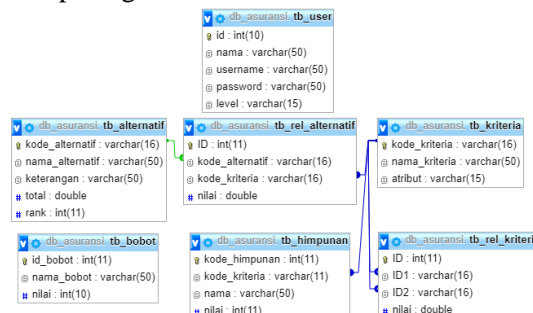 db_asuransi tb_user
id : int(10)
nama : varchar(50)
username : varchar(50)
password : varchar(50)
level : varchar(15)
db_asuransi tb_alternatif
kode_alternatif : varchar(16)
nama_alternatif : varchar(50)
keterangan : varchar(50)
total : double
rank : int(11)
db_asuransi tb_rel_alternatif
ID : int(11)
kode_alternatif : varchar(16)
kode_kriteria : varchar(16)
nilai : double
db_asuransi tb_kriteria
kode_kriteria : varchar(16)
nama_kriteria : varchar(50)
atribut : varchar(15)
db_asuransi tb_bobot
id_bobot : int(11)
nama_bobot : varchar(50)
nilai : int(10)
db_asuransi tb_himpunan
kode_himpunan : int(11)
kode_kriteria : varchar(11)
nama : varchar(50)
nilai : int(11)
db_asuransi tb_rel_kriteri
ID : int(11)
ID1 : varchar(16)
ID2 : varchar(16)
nilai : double